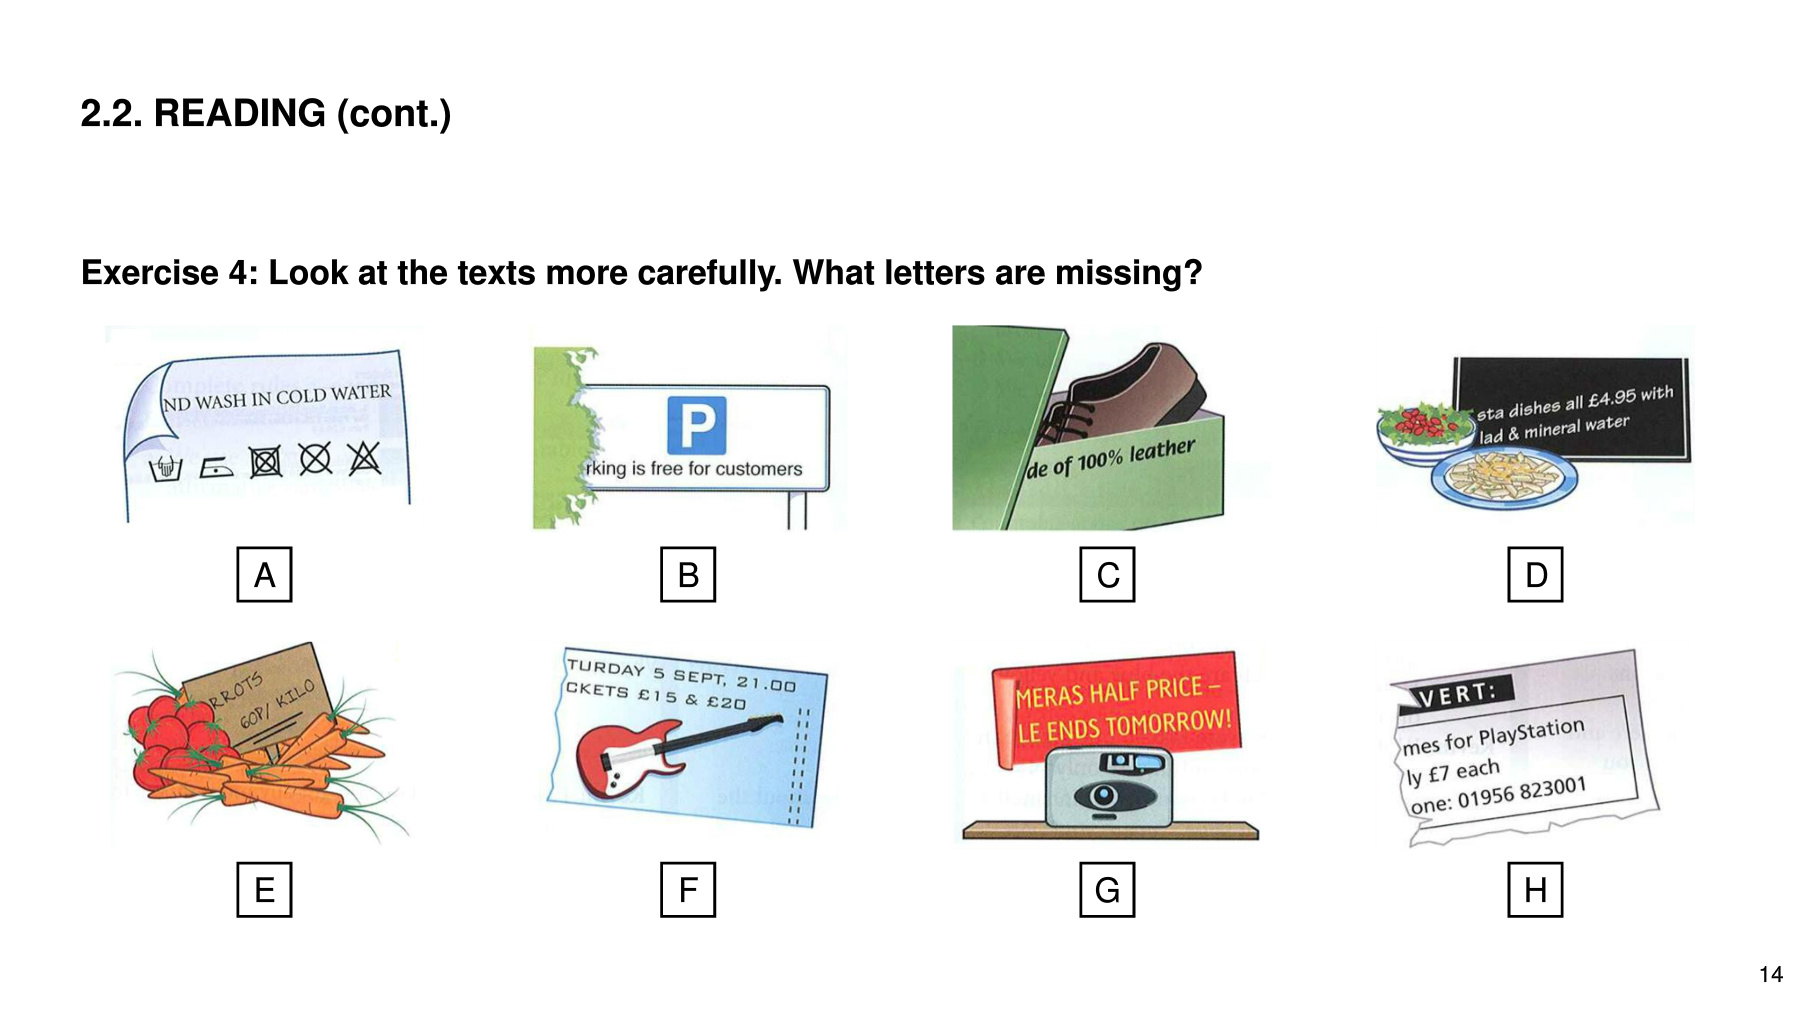 2.2. READING (cont.)
Exercise 4: Look at the texts more carefully. What letters are missing?
ND WASH IN COLD WATER
A
P
rking is free for customers
B
de of 100% leather
C
sta dishes all £4.95 with
lad & mineral water
D
RROTS
60P/ KILO
E
TURDAY 5 SEPT, 21.00
CKETS £15 & £20
F
MERAS HALF PRICE –
LE ENDS TOMORROW!
G
VERT:
mes for PlayStation
ly £7 each
one: 01956 823001
H
14